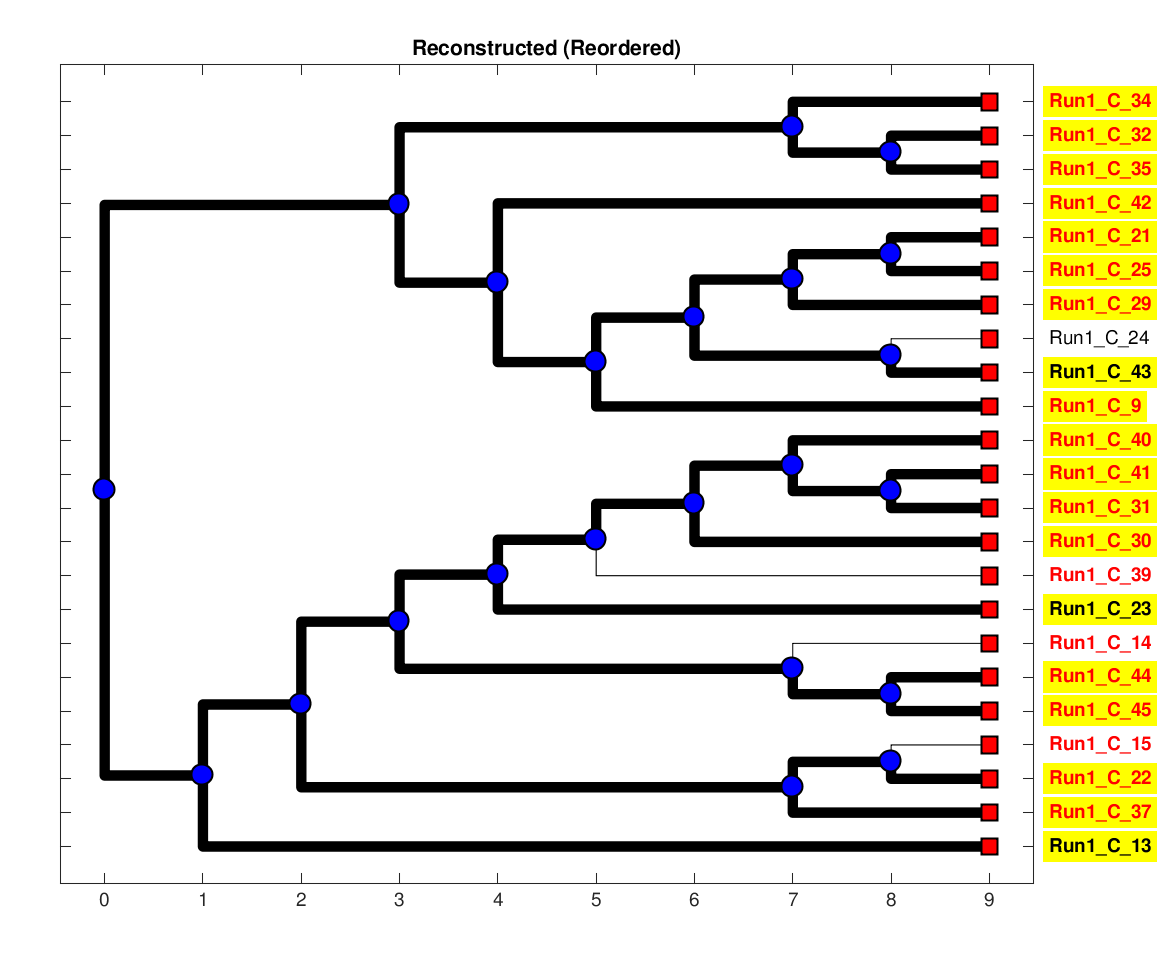 Reconstructed (Reordered)
Run1_C_34
Run1_C_32
Run1_C_35
Run1_C_42
Run1_C_21
Run1_C_25
Run1_C_29
Run1_C_24
Run1_C_43
Run1_C_9
Run1_C_40
Run1_C_41
Run1_C_31
Run1_C_30
Run1_C_39
Run1_C_23
Run1_C_14
Run1_C_44
Run1_C_45
Run1_C_15
Run1_C_22
Run1_C_37
Run1_C_13
0 1 2 3 4 5 6 7 8 9